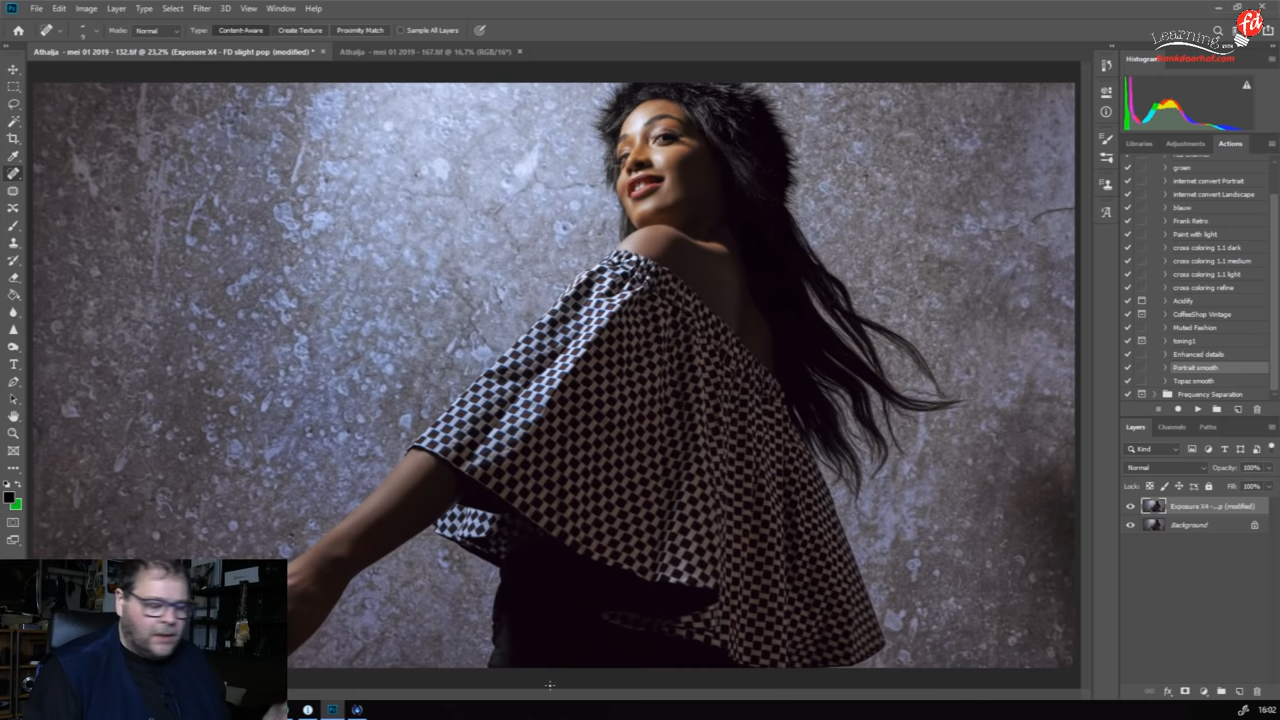 File Edit Image Layer Type Select Filter 3D View Window Help
Mode: Normal Type: Content-Aware Create Texture Proximity Match Sample All Layers
Learning
frankdoorhof.com
Athalja - mei 01 2019 - 132.tif @ 23,2% (Exposure X4 - FD slight pop (modified) * ×
Athalja - mei 01 2019 - 167.tif @ 16,7% (RGB/16*) ×
Histogram
Libraries Adjustments Actions
groen
internet convert Portrait
internet convert Landscape
blauw
Frank Retro
Paint with light
cross coloring 1.1 dark
cross coloring 1.1 medium
cross coloring 1.1 light
cross coloring refine
Acidify
CoffeeShop Vintage
Muted Fashion
toning1
Enhanced details
Portrait smooth
Topaz smooth
Frequency Separation
Layers Channels Paths
Kind
Normal Opacity: 100%
Lock: Fill: 100%
Exposure X4 -...p (modified)
Background
16:02